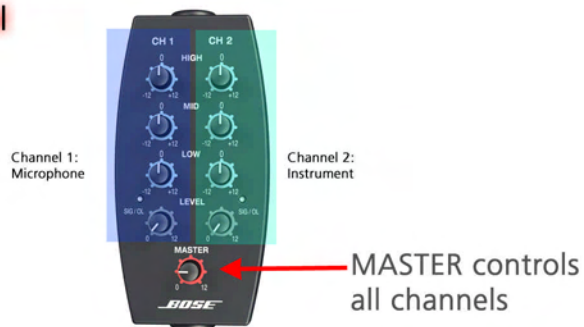 CH 1 CH 2
HIGH
0 0
-12 +12 -12 +12
MID
0 0
-12 +12 -12 +12
LOW
0 0
-12 +12 -12 +12
Channel 1:
Microphone
Channel 2:
Instrument
LEVEL
SIG/OL SIG/OL
0 12 0 12
MASTER
0 12
BOSE
MASTER controls
all channels